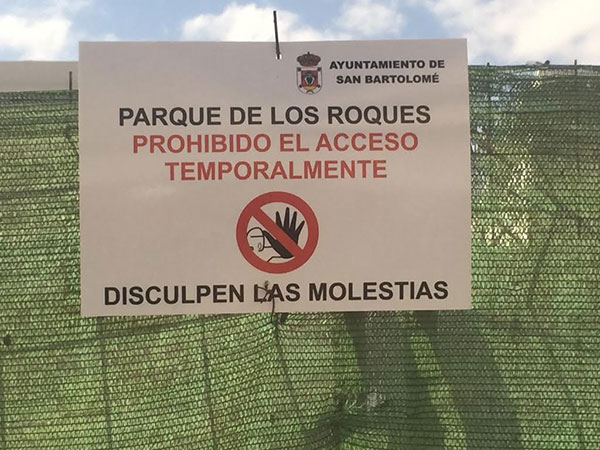 AYUNTAMIENTO DE
SAN BARTOLOMÉ
PARQUE DE LOS ROQUES
PROHIBIDO EL ACCESO
TEMPORALMENTE
DISCULPEN LAS MOLESTIAS